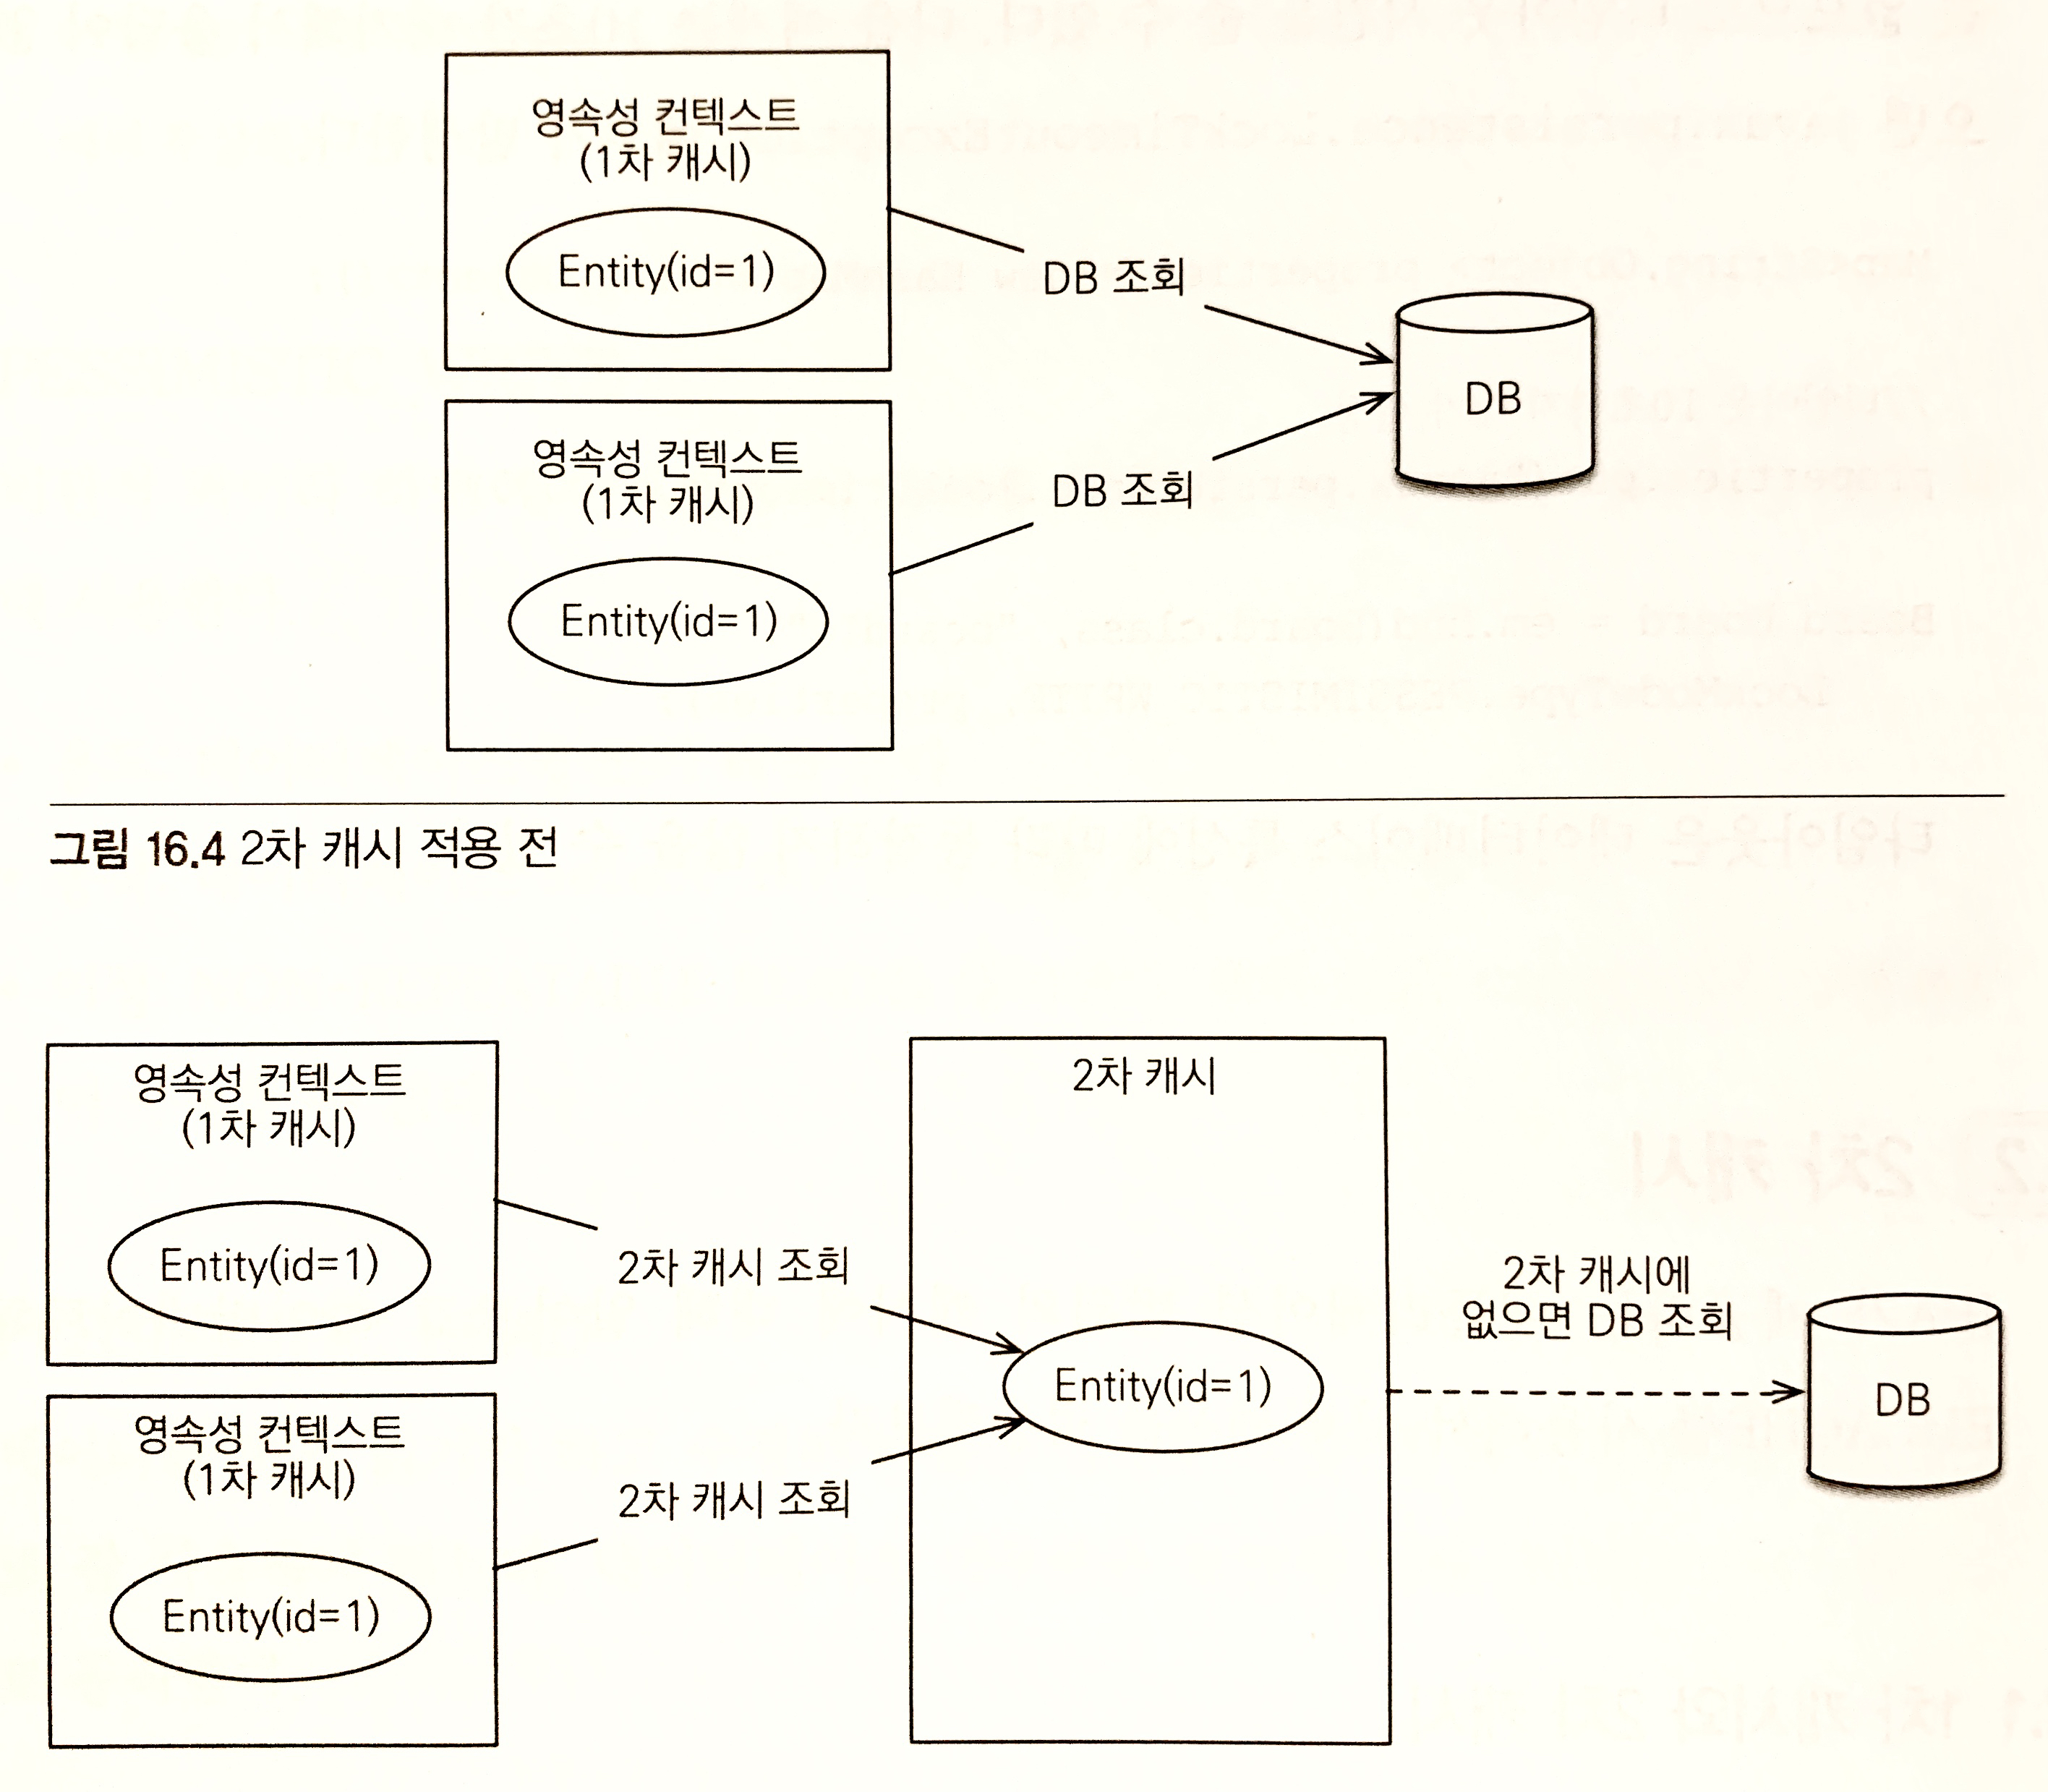 영속성 컨텍스트
(1차 캐시)
Entity(id=1)
DB 조회
DB
영속성 컨텍스트
(1차 캐시)
DB 조회
Entity(id=1)
그림 16.4 2차 캐시 적용 전
영속성 컨텍스트
(1차 캐시)
Entity(id=1)
2차 캐시 조회
2차 캐시
Entity(id=1)
2차 캐시에
없으면 DB 조회
DB
영속성 컨텍스트
(1차 캐시)
2차 캐시 조회
Entity(id=1)